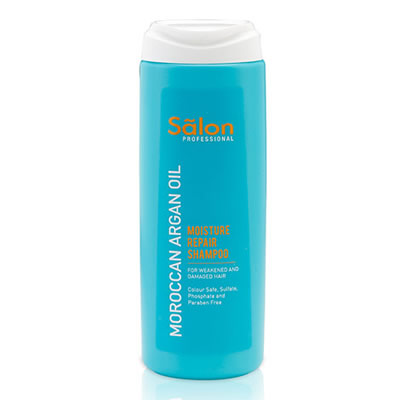 Sãlon
PROFESSIONAL
MOROCCAN ARGAN OIL
MOISTURE
REPAIR
SHAMPOO
FOR WEAKENED AND
DAMAGED HAIR
Colour Safe, Sulfate,
Phosphate and
Paraben Free